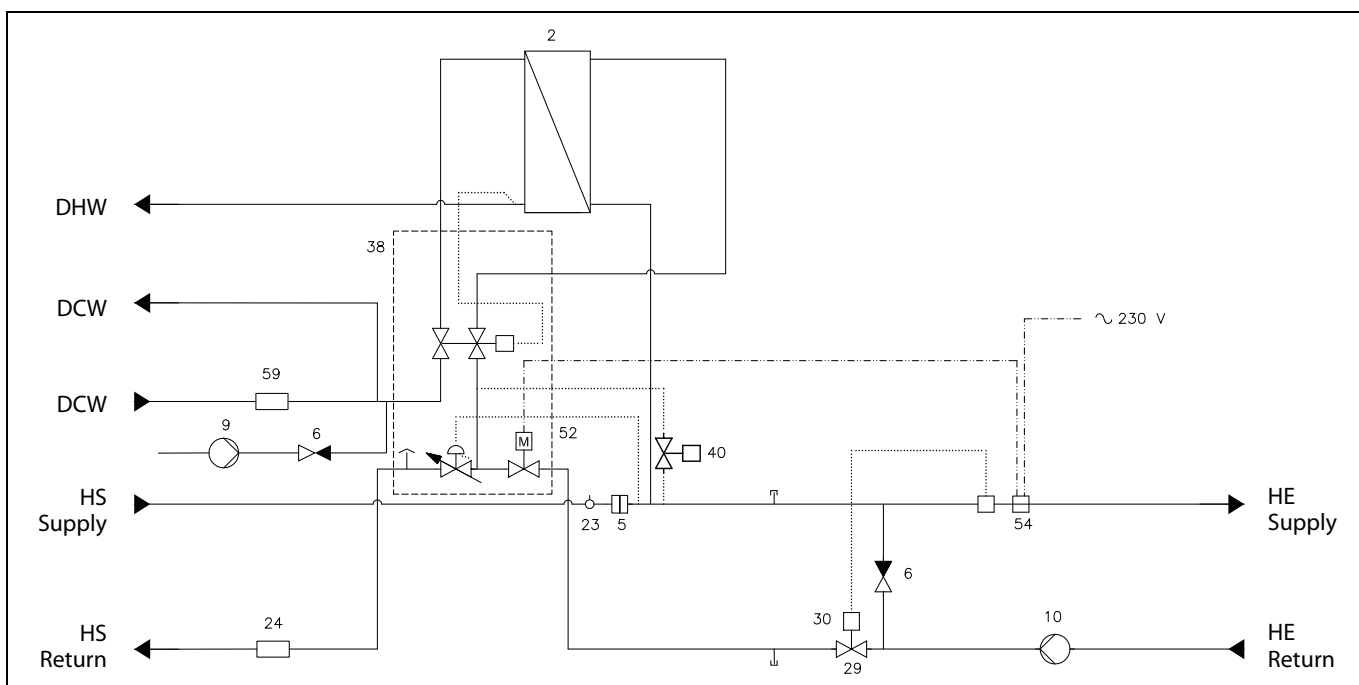 2
DHW
38
DCW
~ 230 V
59
DCW
9
6
M
52
40
HS
Supply
23
5
54
HE
Supply
6
HS
Return
24
30
29
10
HE
Return